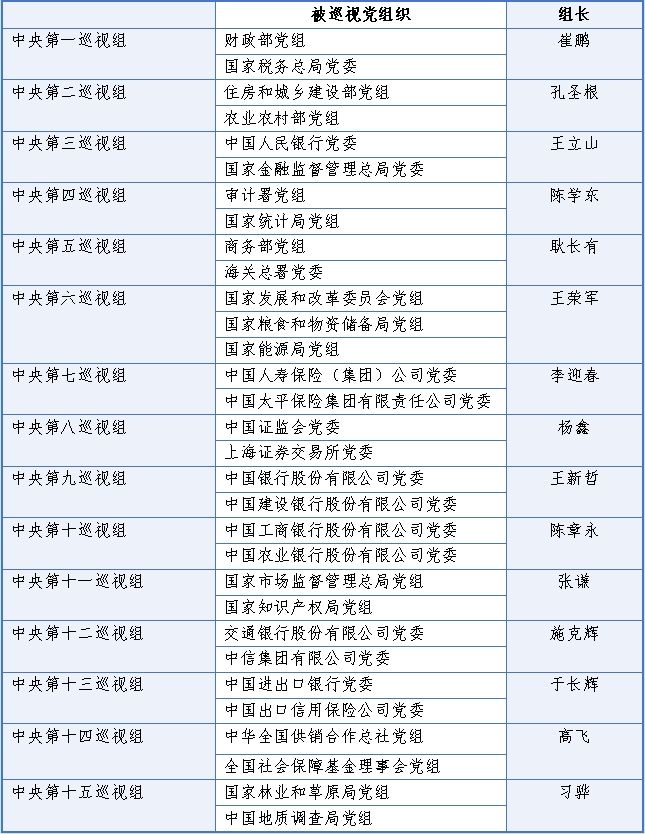 被巡视党组织 组长
中央第一巡视组 财政部党组 崔鹏
国家税务总局党委
中央第二巡视组 住房和城乡建设部党组 孔圣根
农业农村部党组
中央第三巡视组 中国人民银行党委 王立山
国家金融监督管理总局党委
中央第四巡视组 审计署党组 陈学东
国家统计局党组
中央第五巡视组 商务部党组 耿长有
海关总署党委
中央第六巡视组 国家发展和改革委员会党组 王荣军
国家粮食和物资储备局党组
国家能源局党组
中央第七巡视组 中国人寿保险（集团）公司党委 李迎春
中国太平保险集团有限责任公司党委
中央第八巡视组 中国证监会党委 杨鑫
上海证券交易所党委
中央第九巡视组 中国银行股份有限公司党委 王新哲
中国建设银行股份有限公司党委
中央第十巡视组 中国工商银行股份有限公司党委 陈章永
中国农业银行股份有限公司党委
中央第十一巡视组 国家市场监督管理总局党组 张谦
国家知识产权局党组
中央第十二巡视组 交通银行股份有限公司党委 施克辉
中信集团有限公司党委
中央第十三巡视组 中国进出口银行党委 于长辉
中国出口信用保险公司党委
中央第十四巡视组 中华全国供销合作总社党组 高飞
全国社会保障基金理事会党组
中央第十五巡视组 国家林业和草原局党组 刁骅
中国地质调查局党组